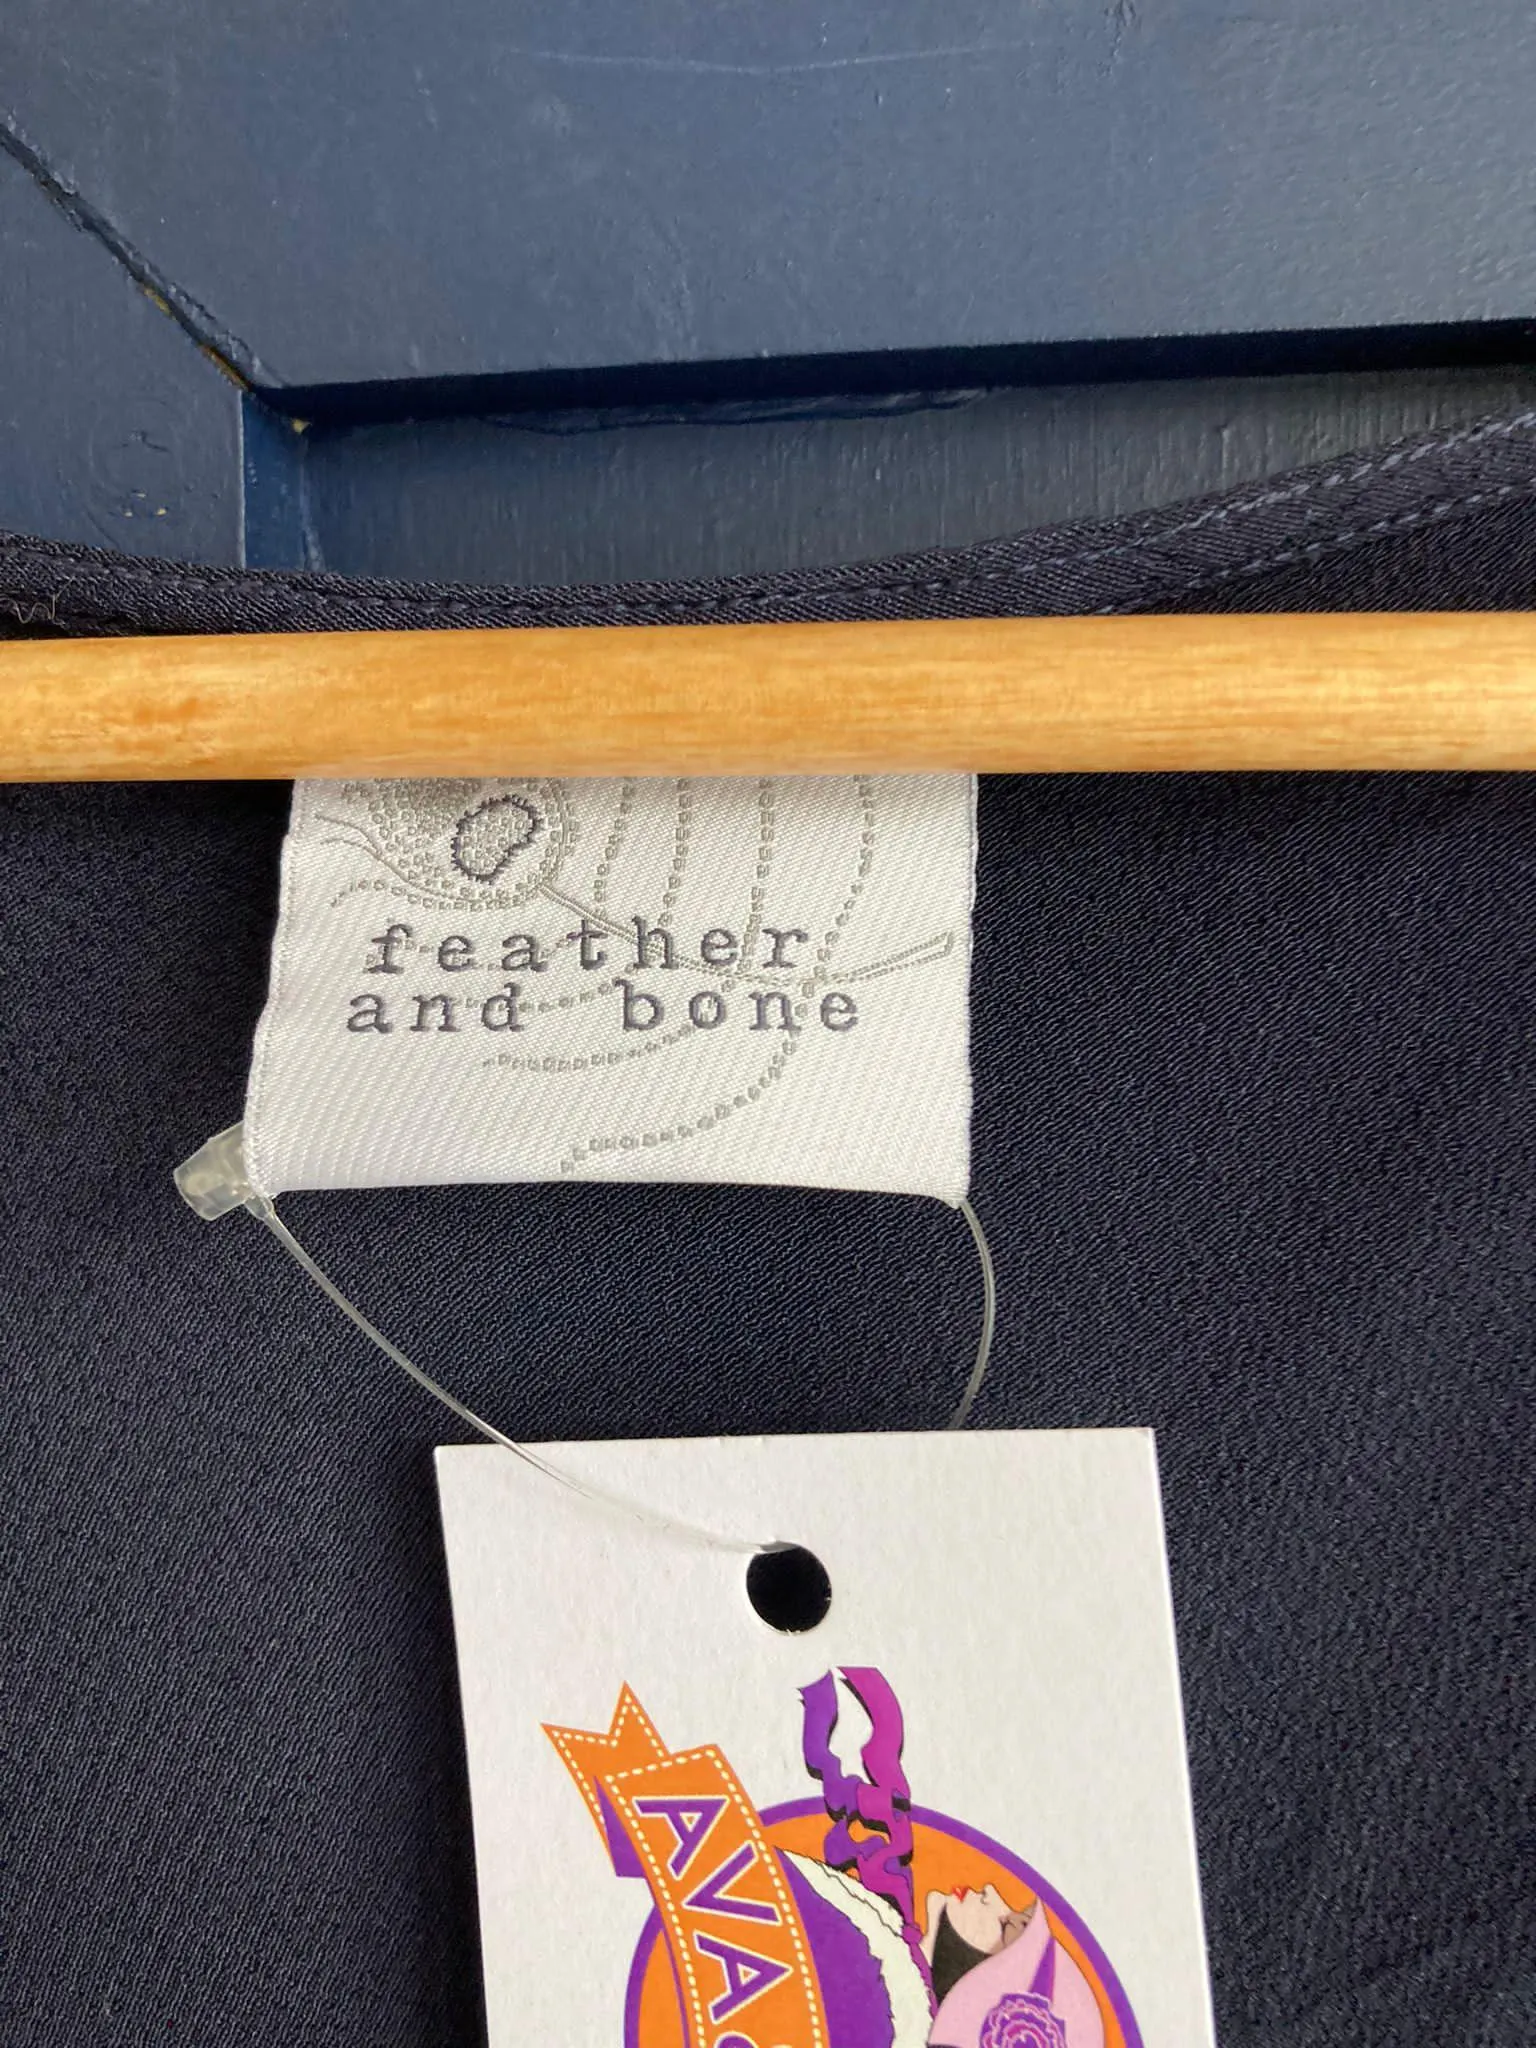 feather
and bone
AVA